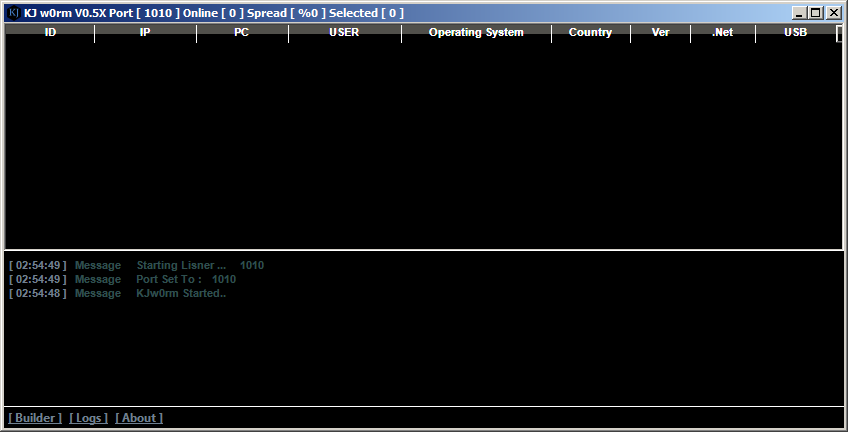 KJ w0rm V0.5X Port [ 1010 ] Online [ 0 ] Spread [ %0 ] Selected [ 0 ]
ID IP PC USER Operating System Country Ver .Net USB
[ 02:54:49 ] Message Starting Lisner ... 1010
[ 02:54:49 ] Message Port Set To : 1010
[ 02:54:48 ] Message KJw0rm Started..
[ Builder ] [ Logs ] [ About ]